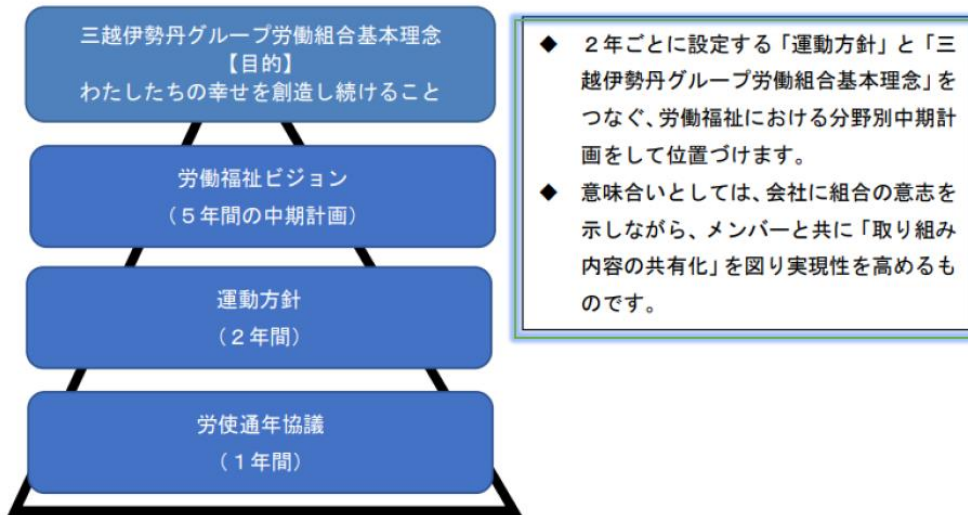 三越伊勢丹グループ労働組合基本理念
【目的】
わたしたちの幸せを創造し続けること
労働福祉ビジョン
（５年間の中期計画）
運動方針
（２年間）
労使通年協議
（１年間）
◆ ２年ごとに設定する「運動方針」と「三
越伊勢丹グループ労働組合基本理念」を
つなぐ、労働福祉における分野別中期計
画をして位置づけます。
◆ 意味合いとしては、会社に組合の意志を
示しながら、メンバーと共に「取り組み
内容の共有化」を図り実現性を高めるも
のです。